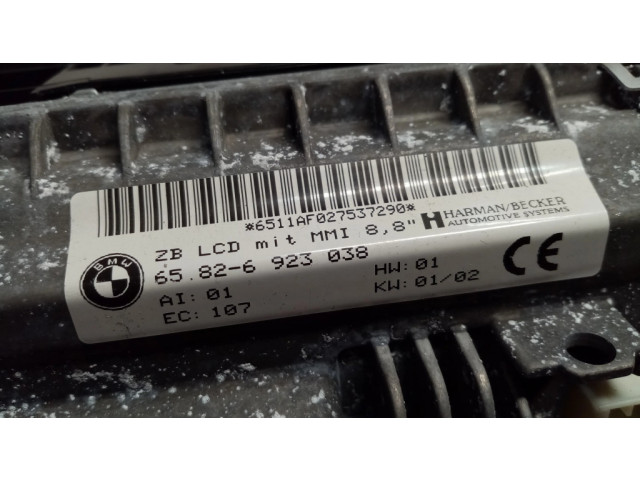 *6511AF027537290*
HARMAN/BECKER
AUTOMOTIVE SYSTEMS
BMW
ZB LCD mit MMI 8,8"
65.82-6 923 038
AI: 01
HW: 01
EC: 107
KW: 01/02
CE